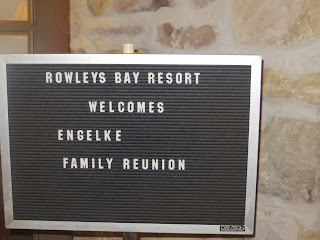 ROWLEYS BAY RESORT
WELCOMES
ENGELKE
FAMILY REUNION